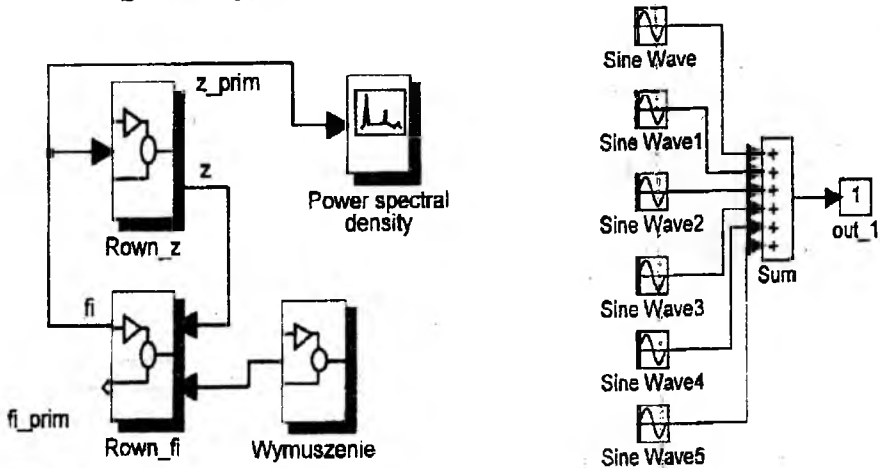 z_prim
z
Rown_z
Power spectral
density
fi
fi_prim
Rown_fi
Wymuszenie
Sine Wave
Sine Wave1
Sine Wave2
Sine Wave3
Sine Wave4
Sine Wave5
+
+
+
+
+
+
Sum
1
out_1